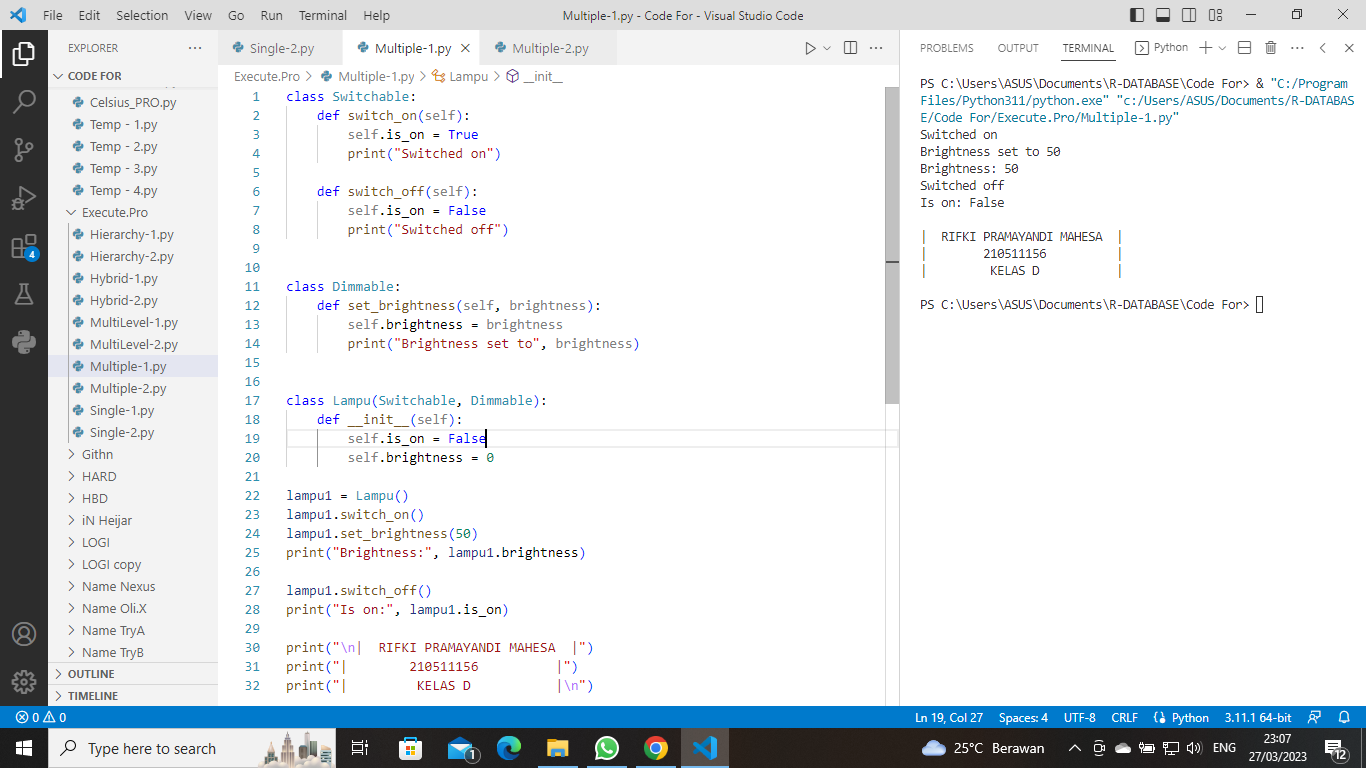 File Edit Selection View Go Run Terminal Help
Multiple-1.py - Code For - Visual Studio Code
EXPLORER
CODE FOR
Celsius_PRO.py
Temp - 1.py
Temp - 2.py
Temp - 3.py
Temp - 4.py
Execute.Pro
Hierarchy-1.py
Hierarchy-2.py
Hybrid-1.py
Hybrid-2.py
MultiLevel-1.py
MultiLevel-2.py
Multiple-1.py
Multiple-2.py
Single-1.py
Single-2.py
Githn
HARD
HBD
iN Heijar
LOGI
LOGI copy
Name Nexus
Name Oli.X
Name TryA
Name TryB
OUTLINE
TIMELINE
4
Single-2.py Multiple-1.py Multiple-2.py
Execute.Pro > Multiple-1.py > Lampu > __init__
1 class Switchable:
2 def switch_on(self):
3 self.is_on = True
4 print("Switched on")
5
6 def switch_off(self):
7 self.is_on = False
8 print("Switched off")
9
10
11 class Dimmable:
12 def set_brightness(self, brightness):
13 self.brightness = brightness
14 print("Brightness set to", brightness)
15
16
17 class Lampu(Switchable, Dimmable):
18 def __init__(self):
19 self.is_on = False
20 self.brightness = 0
21
22 lampu1 = Lampu()
23 lampu1.switch_on()
24 lampu1.set_brightness(50)
25 print("Brightness:", lampu1.brightness)
26
27 lampu1.switch_off()
28 print("Is on:", lampu1.is_on)
29
30 print("\n|  RIFKI PRAMAYANDI MAHESA  |")
31 print("|        210511156          |")
32 print("|         KELAS D           |\n")
PROBLEMS OUTPUT TERMINAL Python
PS C:\Users\ASUS\Documents\R-DATABASE\Code For> & "C:/Program
Files/Python311/python.exe" "c:/Users/ASUS/Documents/R-DATABAS
E/Code For/Execute.Pro/Multiple-1.py"
Switched on
Brightness set to 50
Brightness: 50
Switched off
Is on: False
|  RIFKI PRAMAYANDI MAHESA  |
|        210511156          |
|         KELAS D           |
PS C:\Users\ASUS\Documents\R-DATABASE\Code For>
0 0
Ln 19, Col 27 Spaces: 4 UTF-8 CRLF Python 3.11.1 64-bit
Type here to search
1
25°C Berawan
ENG
23:07
27/03/2023
12